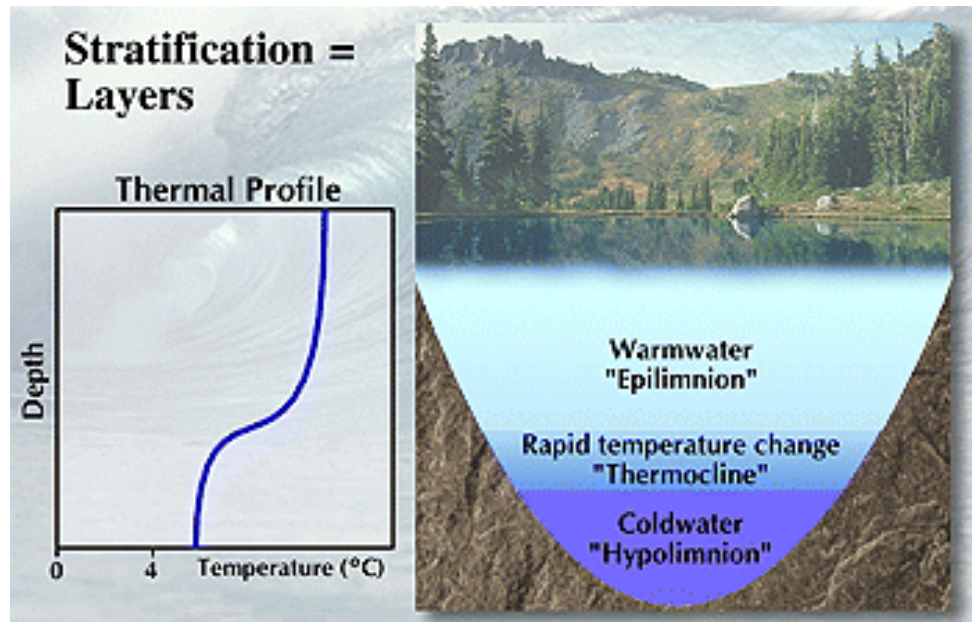 Stratification =
Layers
Thermal Profile
Depth
0
4
Temperature (°C)
Warmwater
"Epilimnion"
Rapid temperature change
"Thermocline"
Coldwater
"Hypolimnion"